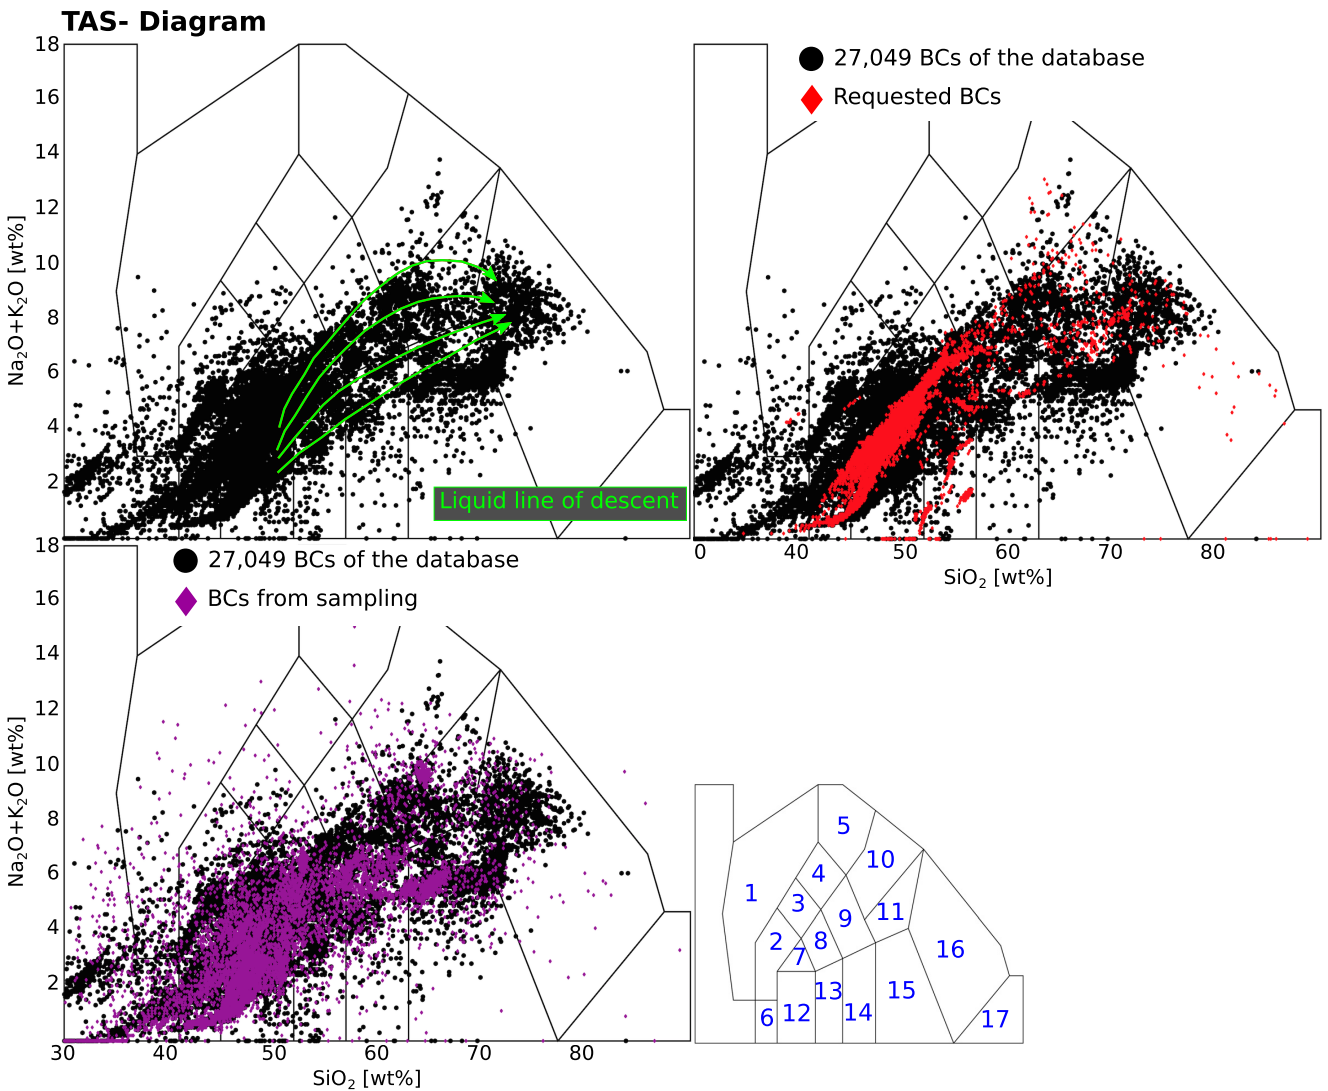 TAS- Diagram
18
16
14
12
10
8
6
4
2
Na2O+K2O [wt%]
Liquid line of descent
27,049 BCs of the database
Requested BCs
0 40 50 60 70 80
SiO2 [wt%]
18
16
14
12
10
8
6
4
2
Na2O+K2O [wt%]
27,049 BCs of the database
BCs from sampling
30 40 50 60 70 80
SiO2 [wt%]
5
10
4
1
3
11
9
2
8
16
7
13
15
6
12
14
17